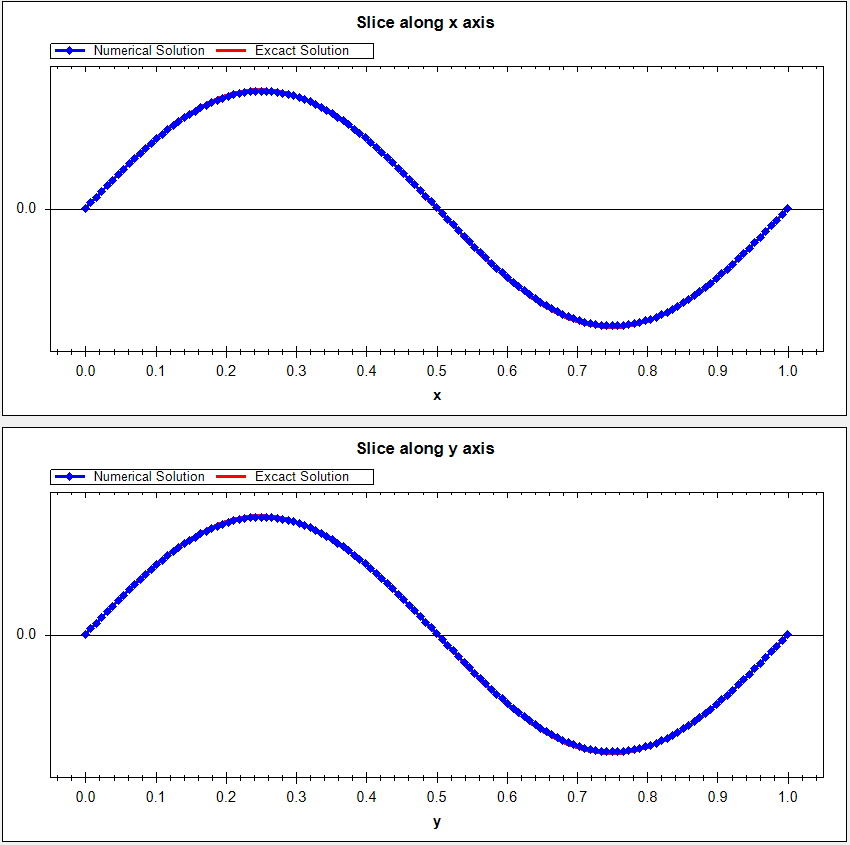 Slice along x axis
Numerical Solution Excact Solution
0.0
0.0 0.1 0.2 0.3 0.4 0.5 0.6 0.7 0.8 0.9 1.0
x
Slice along y axis
Numerical Solution Excact Solution
0.0
0.0 0.1 0.2 0.3 0.4 0.5 0.6 0.7 0.8 0.9 1.0
y